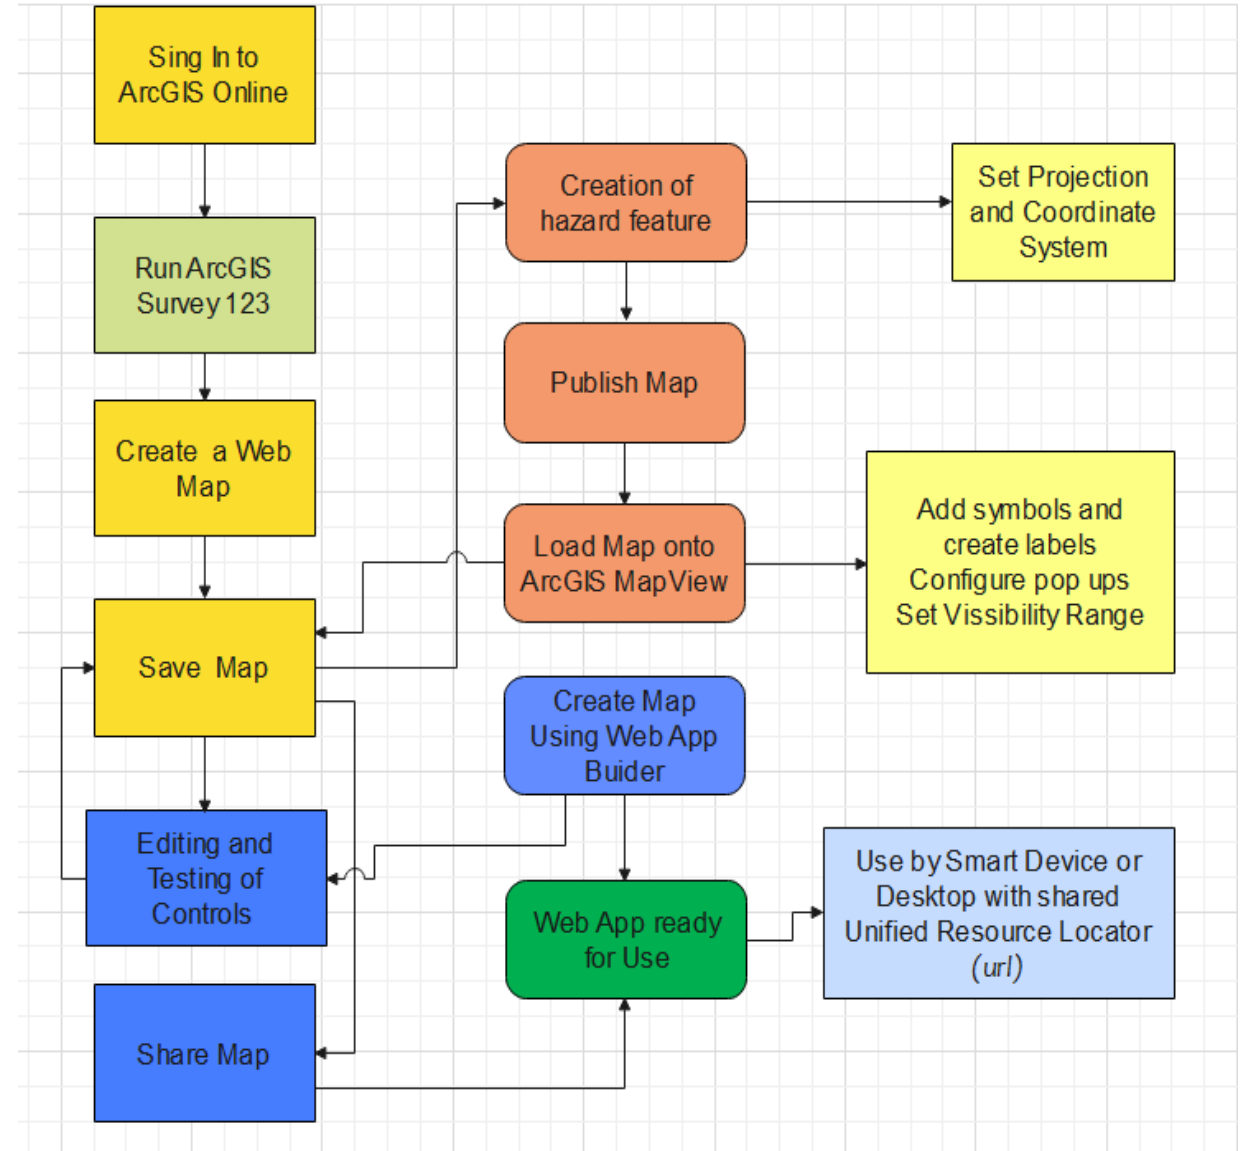 Sing In to
ArcGIS Online
Run ArcGIS
Survey 123
Create a Web
Map
Save Map
Editing and
Testing of
Controls
Share Map
Creation of
hazard feature
Publish Map
Load Map onto
ArcGIS Map View
Create Map
Using Web App
Buider
Web App ready
for Use
Set Projection
and Coordinate
System
Add symbols and
create labels
Configure pop ups
Set Vissibility Range
Use by Smart Device or
Desktop with shared
Unified Resource Locator
(url)